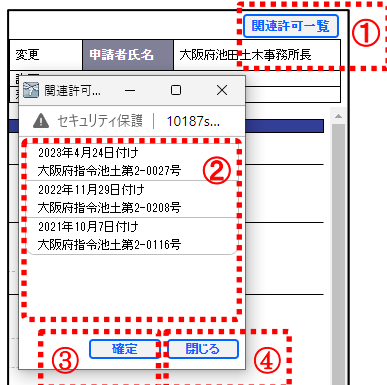 関連許可一覧
①
変更
申請者氏名
大阪府池田土木事務所長
関連許可...
セキュリティ保護
10187s...
2023年4月24日付け
大阪府指令池土第2-0027号
②
2022年11月29日付け
大阪府指令池土第2-0208号
2021年10月7日付け
大阪府指令池土第2-0116号
③
確定
閉じる
④